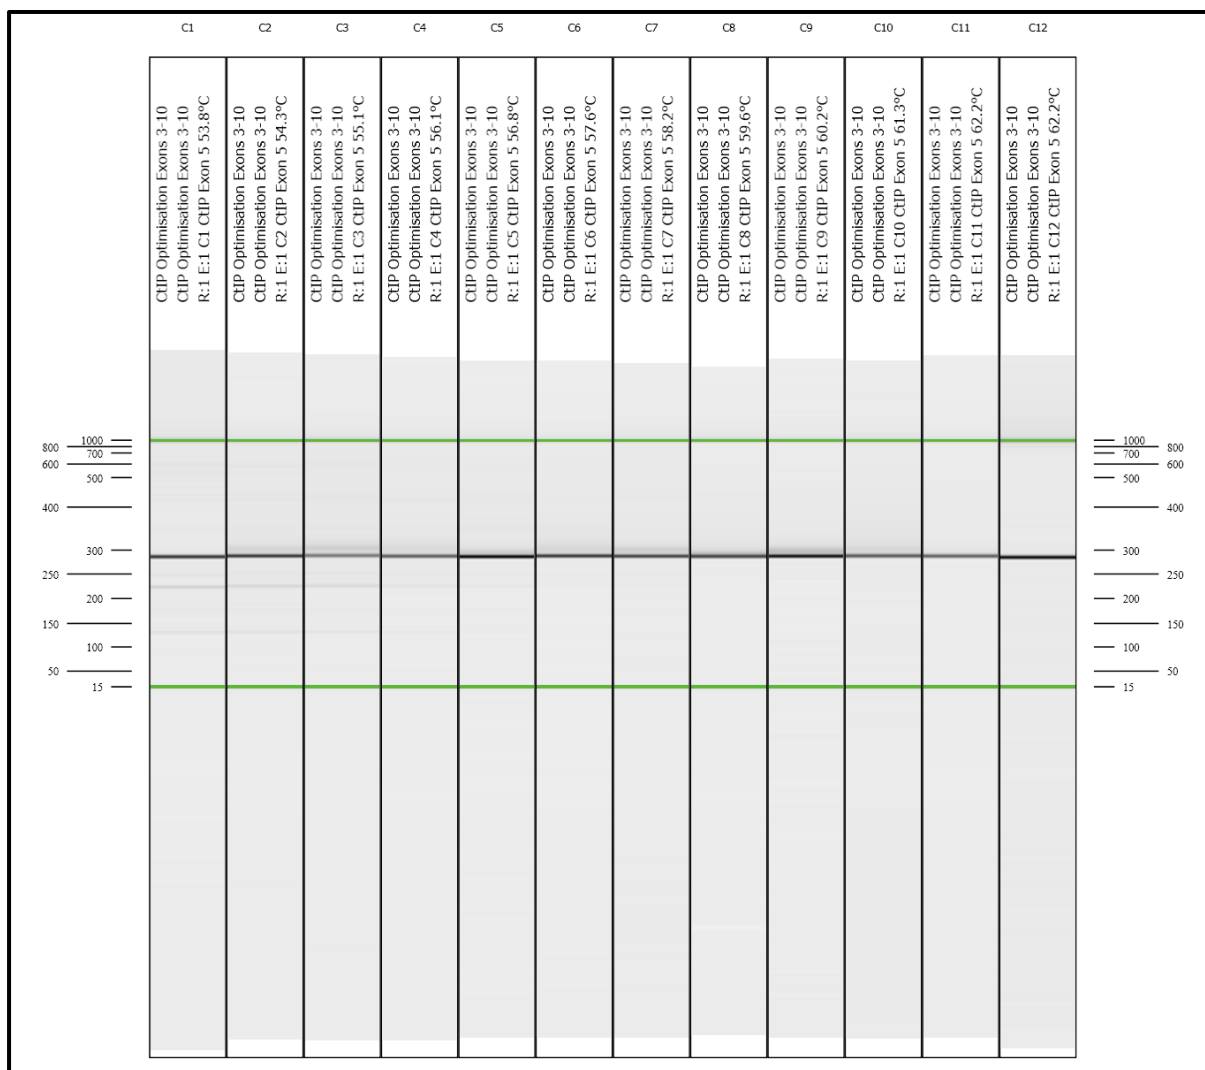 C1 C2 C3 C4 C5 C6 C7 C8 C9 C10 C11 C12
CtIP Optimisation Exons 3-10
CtIP Optimisation Exons 3-10
R:1 E:1 C1 CtIP Exon 5 53.8°C
CtIP Optimisation Exons 3-10
CtIP Optimisation Exons 3-10
R:1 E:1 C2 CtIP Exon 5 54.3°C
CtIP Optimisation Exons 3-10
CtIP Optimisation Exons 3-10
R:1 E:1 C3 CtIP Exon 5 55.1°C
CtIP Optimisation Exons 3-10
CtIP Optimisation Exons 3-10
R:1 E:1 C4 CtIP Exon 5 56.1°C
CtIP Optimisation Exons 3-10
CtIP Optimisation Exons 3-10
R:1 E:1 C5 CtIP Exon 5 56.8°C
CtIP Optimisation Exons 3-10
CtIP Optimisation Exons 3-10
R:1 E:1 C6 CtIP Exon 5 57.6°C
CtIP Optimisation Exons 3-10
CtIP Optimisation Exons 3-10
R:1 E:1 C7 CtIP Exon 5 58.2°C
CtIP Optimisation Exons 3-10
CtIP Optimisation Exons 3-10
R:1 E:1 C8 CtIP Exon 5 59.6°C
CtIP Optimisation Exons 3-10
CtIP Optimisation Exons 3-10
R:1 E:1 C9 CtIP Exon 5 60.2°C
CtIP Optimisation Exons 3-10
CtIP Optimisation Exons 3-10
R:1 E:1 C10 CtIP Exon 5 61.3°C
CtIP Optimisation Exons 3-10
CtIP Optimisation Exons 3-10
R:1 E:1 C11 CtIP Exon 5 62.2°C
CtIP Optimisation Exons 3-10
CtIP Optimisation Exons 3-10
R:1 E:1 C12 CtIP Exon 5 62.2°C
1000 1000
800 800
700 700
600 600
500 500
400 400
300 300
250 250
200 200
150 150
100 100
50 50
15 15